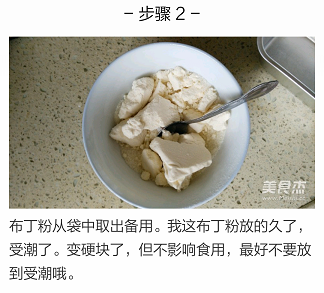 – 步骤 2 –
美食杰
布丁粉从袋中取出备用。我这布丁粉放的久了，
受潮了。变硬块了，但不影响食用，最好不要放
到受潮哦。